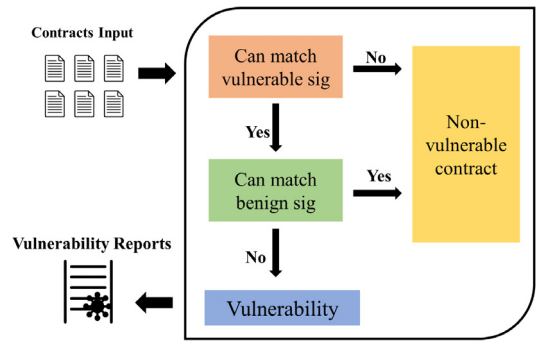 Contracts Input
Can match
vulnerable sig
No
Non-
vulnerable
contract
Yes
Can match
benign sig
Yes
No
Vulnerability Reports
Vulnerability